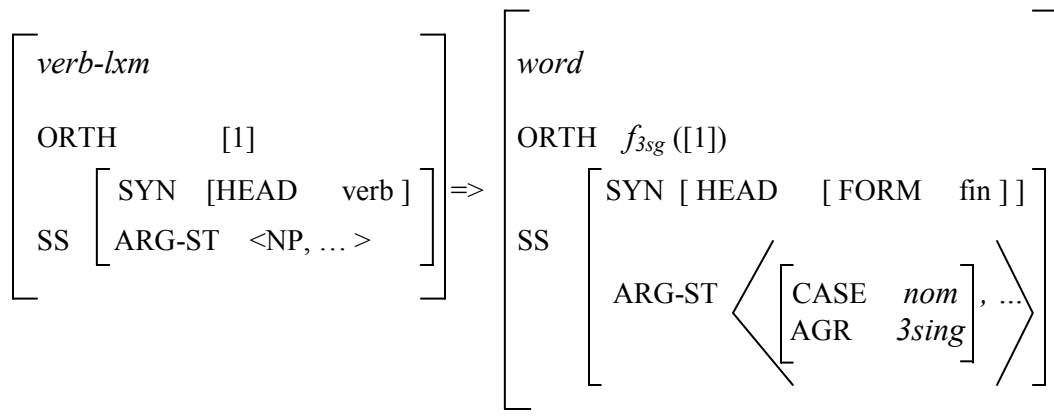 verb-lxm
ORTH [1]
SYN [HEAD verb ]
SS
ARG-ST <NP, … >
=>
word
ORTH f3sg ([1])
SYN [ HEAD [ FORM fin ] ]
SS
ARG-ST
CASE nom
AGR 3sing
, …